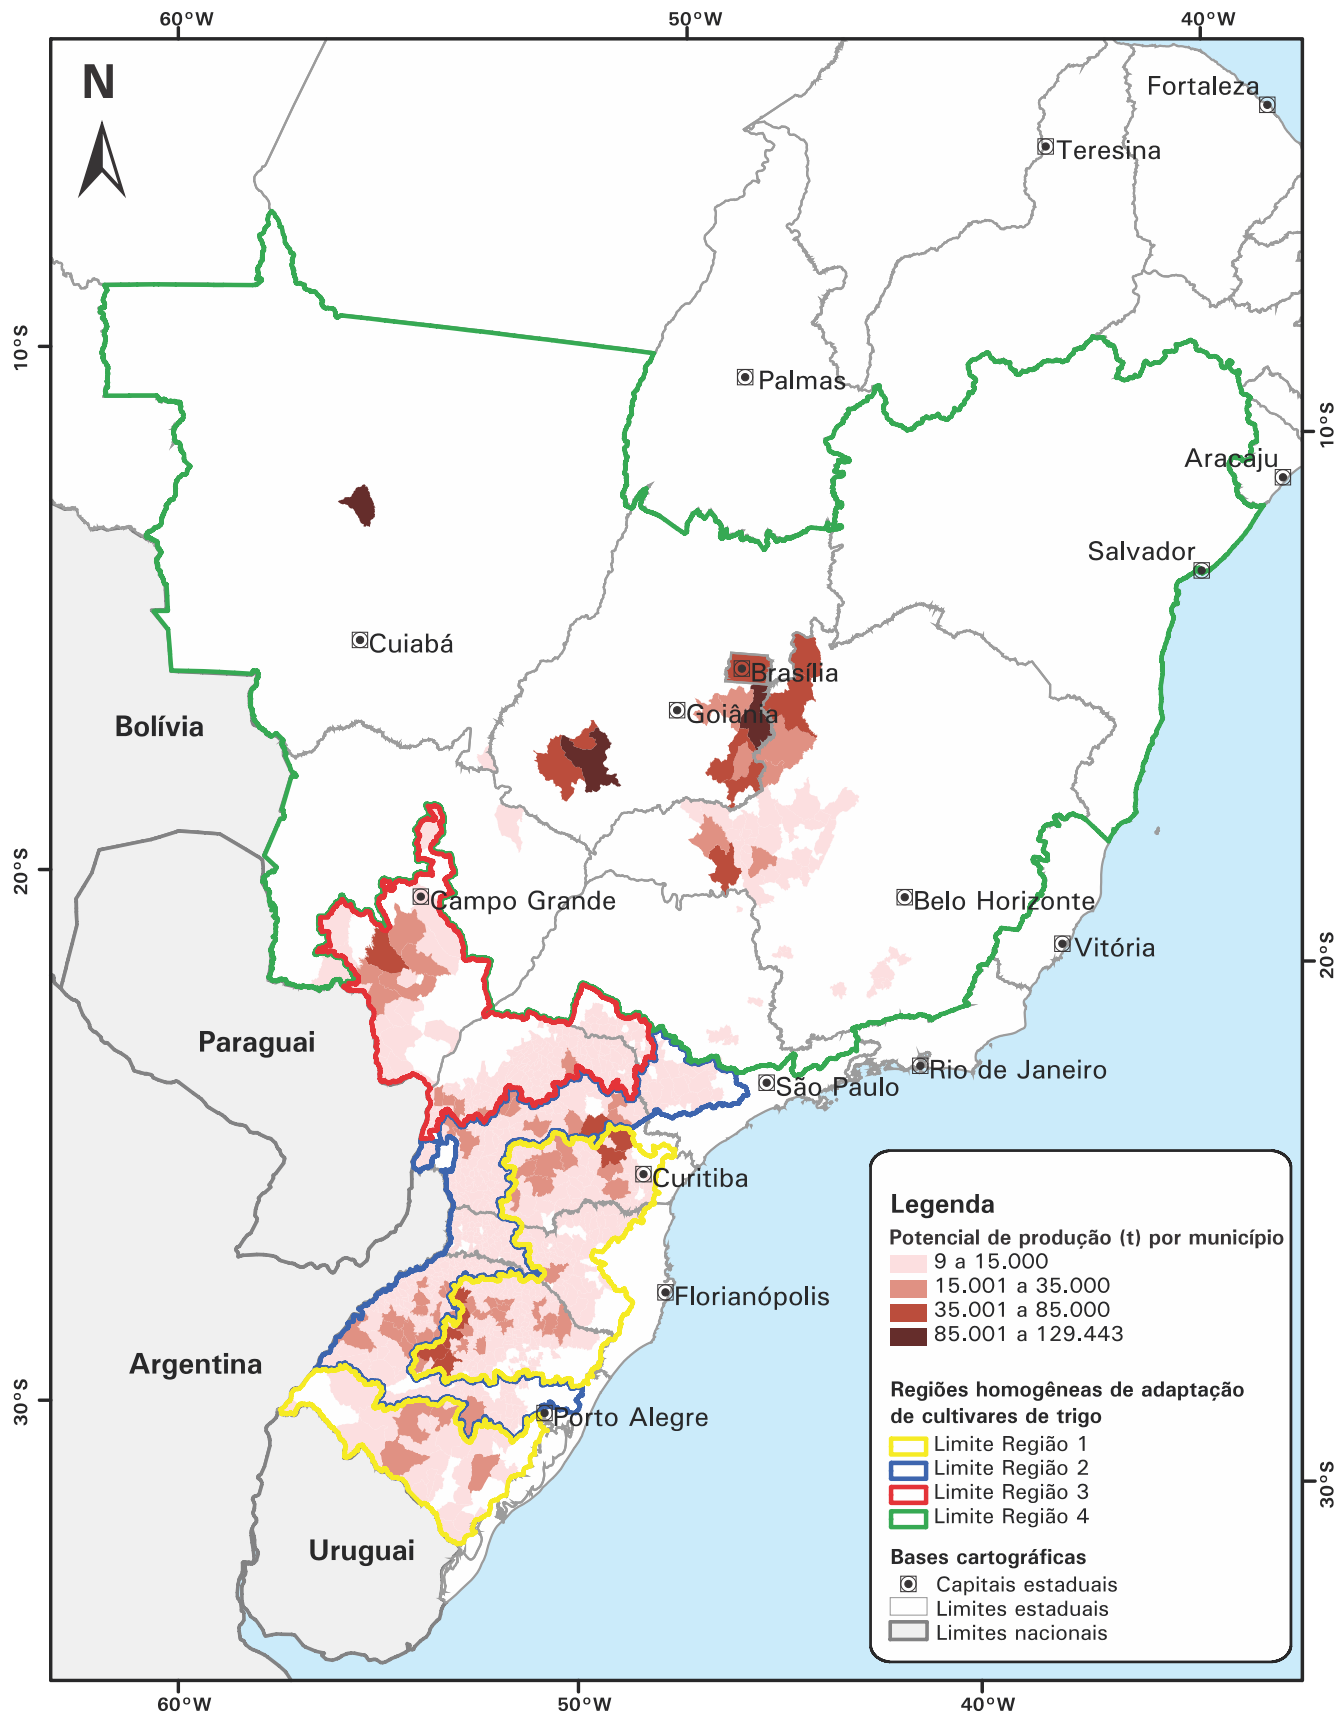 60°W
50°W
40°W
N
Fortaleza
Teresina
10°S
Palmas
10°S
Aracaju
Salvador
Cuiabá
Brasília
Goiânia
Bolívia
20°S
Campo Grande
Belo Horizonte
Vitória
20°S
Paraguai
Rio de Janeiro
São Paulo
Curitiba
Florianópolis
Argentina
30°S
Porto Alegre
30°S
Uruguai
Legenda
Potencial de produção (t) por município
9 a 15.000
15.001 a 35.000
35.001 a 85.000
85.001 a 129.443
Regiões homogêneas de adaptação
de cultivares de trigo
Limite Região 1
Limite Região 2
Limite Região 3
Limite Região 4
Bases cartográficas
Capitais estaduais
Limites estaduais
Limites nacionais
60°W
50°W
40°W